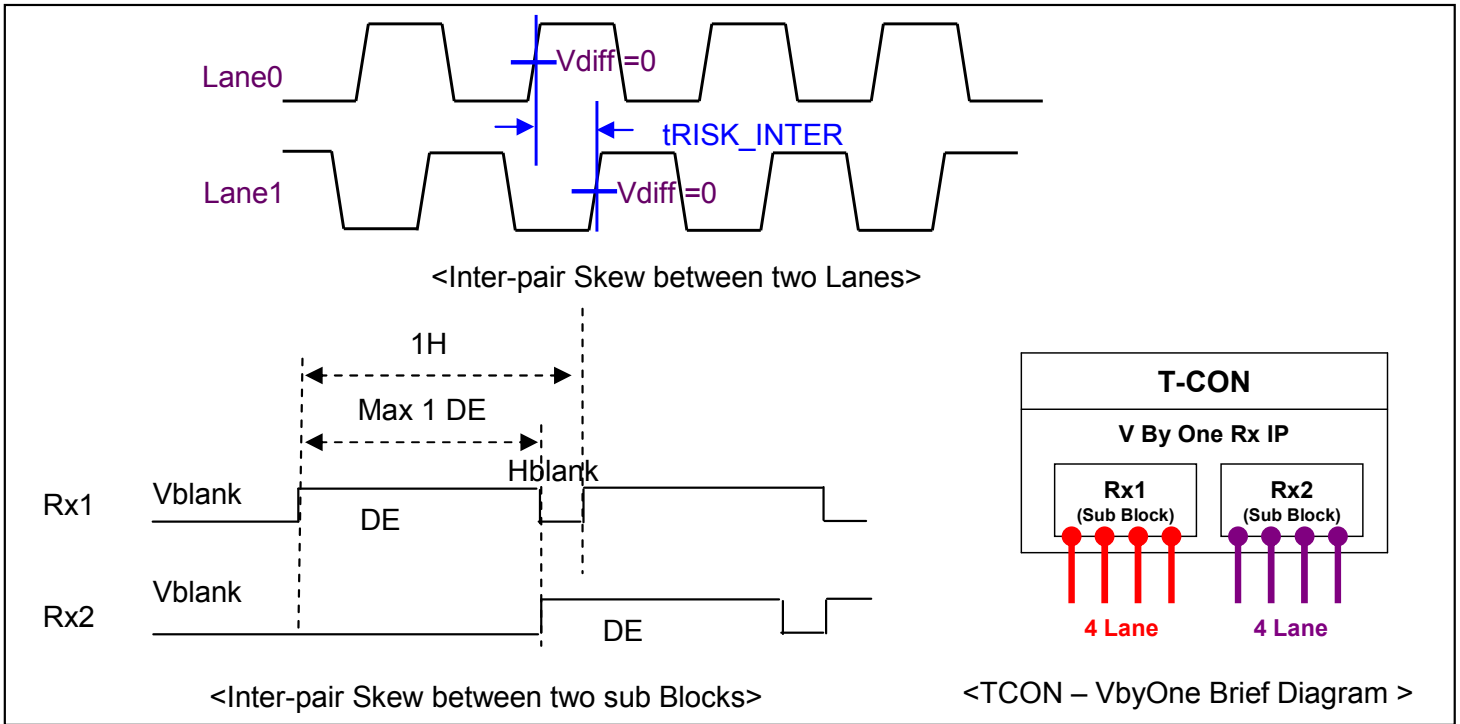 Lane0
Vdiff =0
tRISK_INTER
Lane1
Vdiff =0
<Inter-pair Skew between two Lanes>
1H
Max 1 DE
Hblank
Rx1
Vblank
DE
Rx2
Vblank
DE
<Inter-pair Skew between two sub Blocks>
T-CON
V By One Rx IP
Rx1
(Sub Block)
Rx2
(Sub Block)
4 Lane
4 Lane
<TCON – VbyOne Brief Diagram >